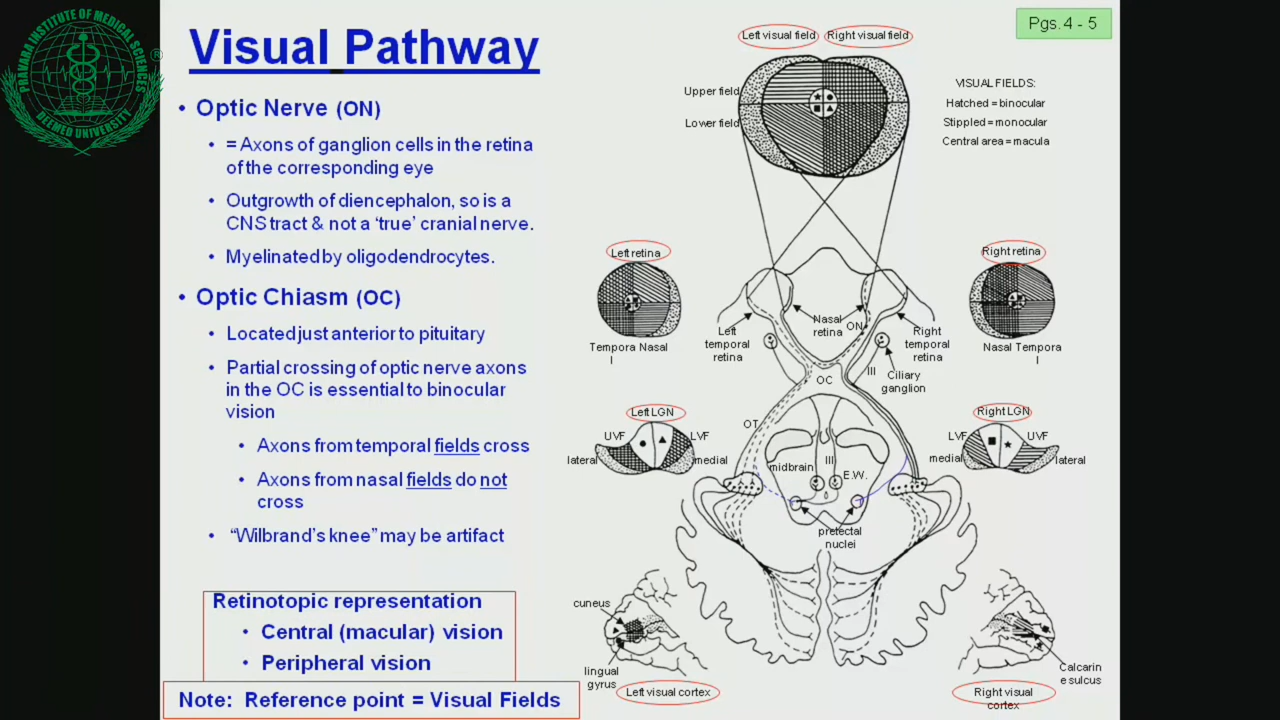 PRAVARA INSTITUTE OF MEDICAL SCIENCES
DEEMED UNIVERSITY
®
Visual Pathway
• Optic Nerve (ON)
• = Axons of ganglion cells in the retina
of the corresponding eye
• Outgrowth of diencephalon, so is a
CNS tract & not a ‘true’ cranial nerve.
• Myelinated by oligodendrocytes.
• Optic Chiasm (OC)
• Located just anterior to pituitary
• Partial crossing of optic nerve axons
in the OC is essential to binocular
vision
• Axons from temporal fields cross
• Axons from nasal fields do not
cross
• “Wilbrand’s knee” may be artifact
Retinotopic representation
• Central (macular) vision
• Peripheral vision
Note: Reference point = Visual Fields
Pgs. 4 - 5
Left visual field
Right visual field
Upper field
Lower field
VISUAL FIELDS:
Hatched = binocular
Stippled = monocular
Central area = macula
Left retina
Right retina
Tempora Nasal
l
Nasal Tempora
l
Left
temporal
retina
Nasal
retina
ON
Right
temporal
retina
III
Ciliary
ganglion
OC
OT
Left LGN
UVF
LVF
lateral
medial
Right LGN
LVF
UVF
medial
lateral
midbrain
III
E.W.
pretectal
nuclei
cuneus
lingual
gyrus
Left visual cortex
Calcarin
e sulcus
Right visual
cortex